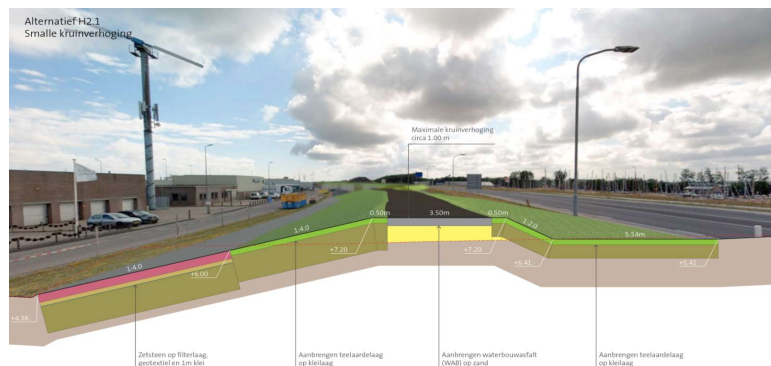 Alternatief H2.1
Smalle kruinverhoging
Maximale kruinverhoging
circa 1.00 m
0.50m
3.50m
0.50m
1:4.0
1:2.0
5.54m
+7.20
+7.20
1:4.0
+6.00
+6.41
+6.41
+4.38
Zetsteen op filterlaag,
geotextiel en 1m klei
Aanbrengen teelaardelaag
op kleilaag
Aanbrengen waterbouwasfalt
(WAB) op zand
Aanbrengen teelaardelaag
op kleilaag